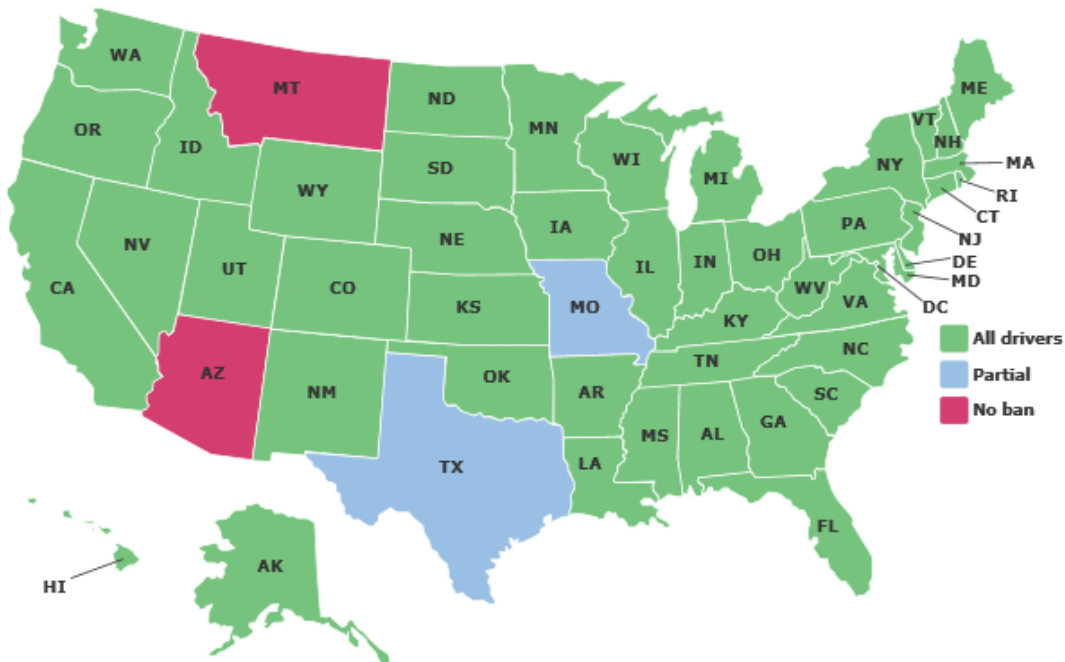 WA
MT
ND
MN
ME
VT
NH
OR
ID
SD
WI
MI
NY
MA
RI
CT
WY
IA
NE
PA
NJ
NV
UT
CO
IL
IN
OH
DE
MD
DC
CA
KS
MO
WV
VA
KY
AZ
NM
OK
AR
TN
NC
SC
MS
AL
GA
TX
LA
FL
AK
HI
All drivers
Partial
No ban